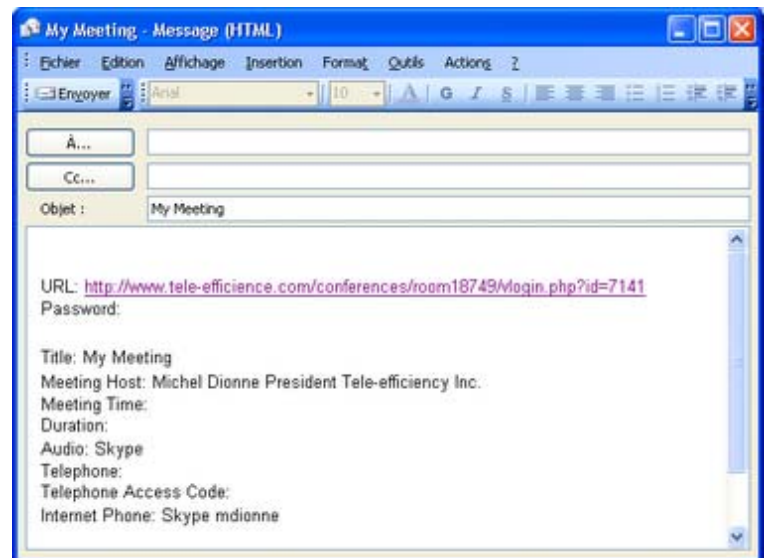 My Meeting - Message (HTML)
Fichier Edition Affichage Insertion Format Outils Actions ?
Envoyer Arial 10 A G I S
À...
Cc...
Objet : My Meeting
URL: http://www.tele-efficience.com/conferences/room18749/vlogin.php?id=7141
Password:
Title: My Meeting
Meeting Host: Michel Dionne President Tele-efficiency Inc.
Meeting Time:
Duration:
Audio: Skype
Telephone:
Telephone Access Code:
Internet Phone: Skype mdionne